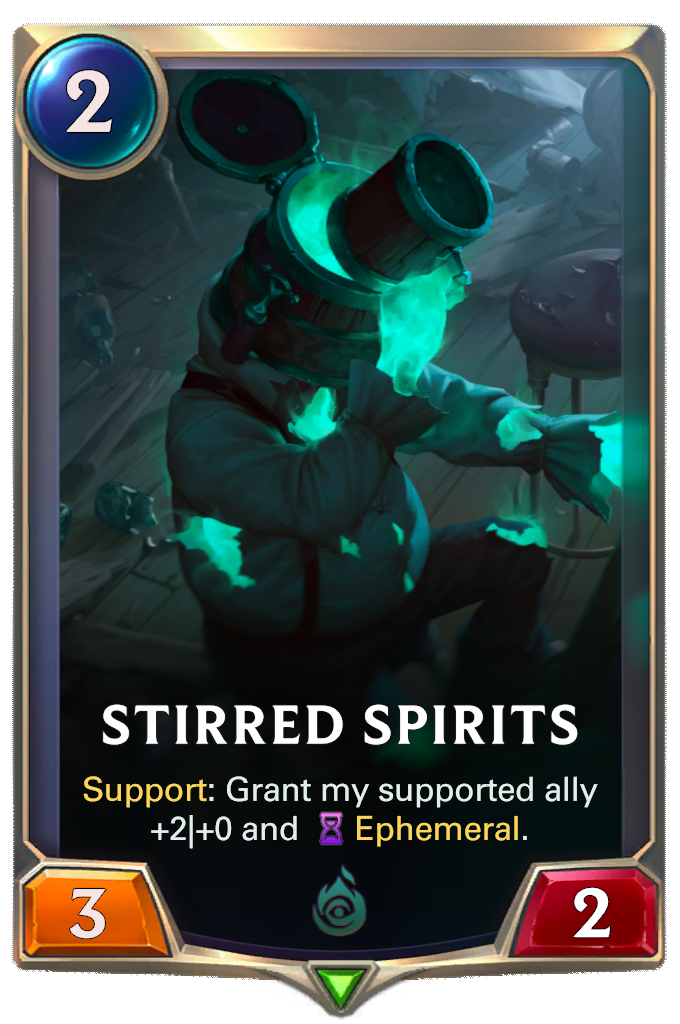 2
STIRRED SPIRITS
Support: Grant my supported ally
+2|+0 and Ephemeral.
3
2